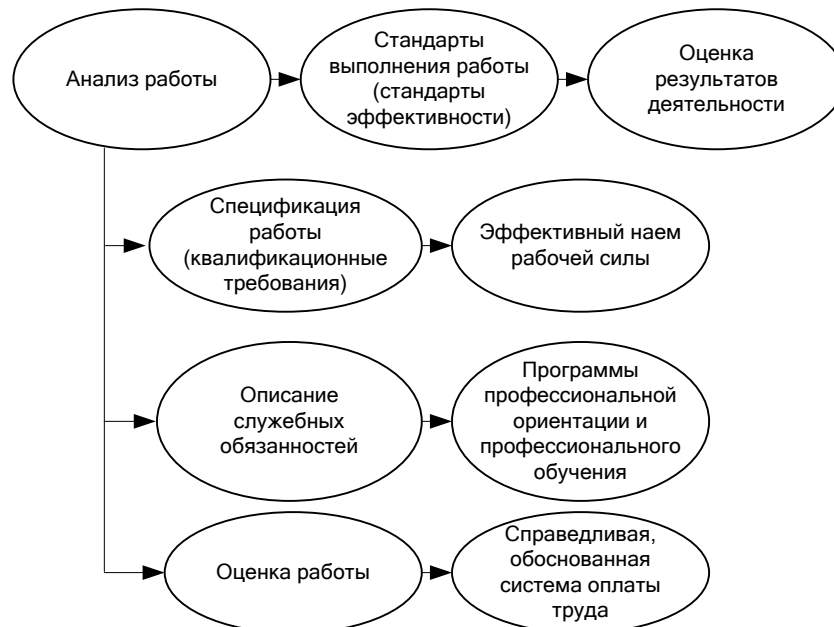 Анализ работы
Стандарты
выполнения работы
(стандарты
эффективности)
Оценка
результатов
деятельности
Спецификация
работы
(квалификационные
требования)
Эффективный наем
рабочей силы
Описание
служебных
обязанностей
Программы
профессиональной
ориентации и
профессионального
обучения
Оценка работы
Справедливая,
обоснованная
система оплаты
труда